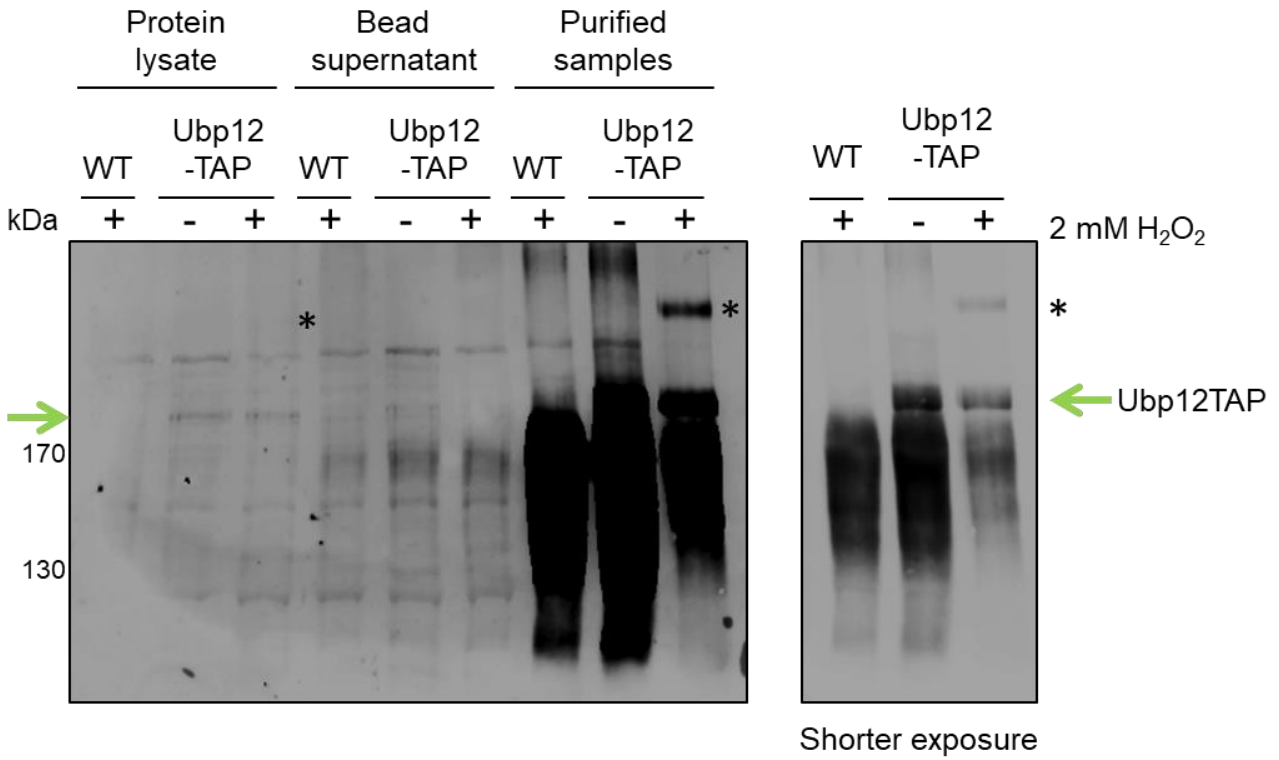 Protein Bead Purified
lysate supernatant samples
Ubp12 Ubp12 Ubp12 Ubp12
WT -TAP WT -TAP WT -TAP WT -TAP
kDa + - + + - + + - + + - + 2 mM H₂O₂
* * *
Ubp12TAP
170
130
Shorter exposure